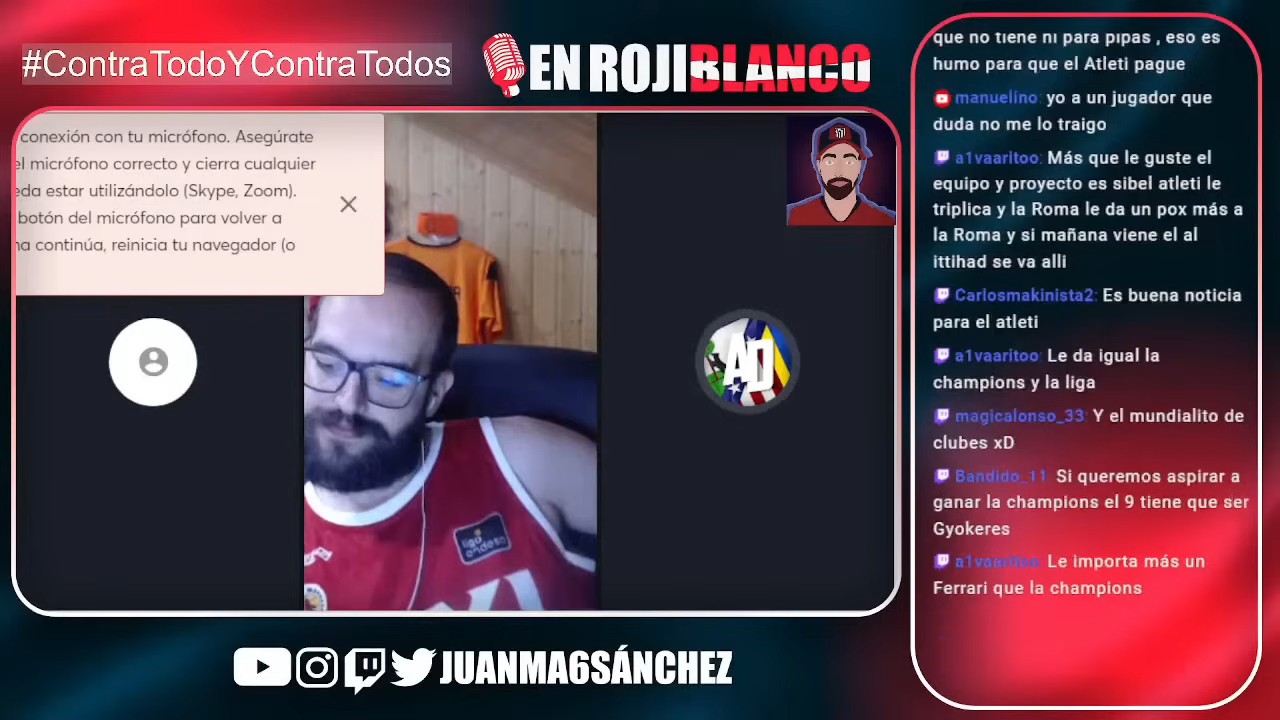 #ContraTodoYContraTodos
EN ROJIBLANCO
conexión con tu micrófono. Asegúrate
el micrófono correcto y cierra cualquier
eda estar utilizándolo (Skype, Zoom).
botón del micrófono para volver a
na continúa, reinicia tu navegador (o
AD
liga
endesa
JUANMA6SÁNCHEZ
que no tiene ni para pipas , eso es
humo para que el Atleti pague
manuelino: yo a un jugador que
duda no me lo traigo
a1vaaritoo: Más que le guste el
equipo y proyecto es sibel atleti le
triplica y la Roma le da un pox más a
la Roma y si mañana viene el al
ittihad se va alli
Carlosmakinista2: Es buena noticia
para el atleti
a1vaaritoo: Le da igual la
champions y la liga
magicalonso_33: Y el mundialito de
clubes xD
Bandido_11: Si queremos aspirar a
ganar la champions el 9 tiene que ser
Gyokeres
a1vaaritoo: Le importa más un
Ferrari que la champions